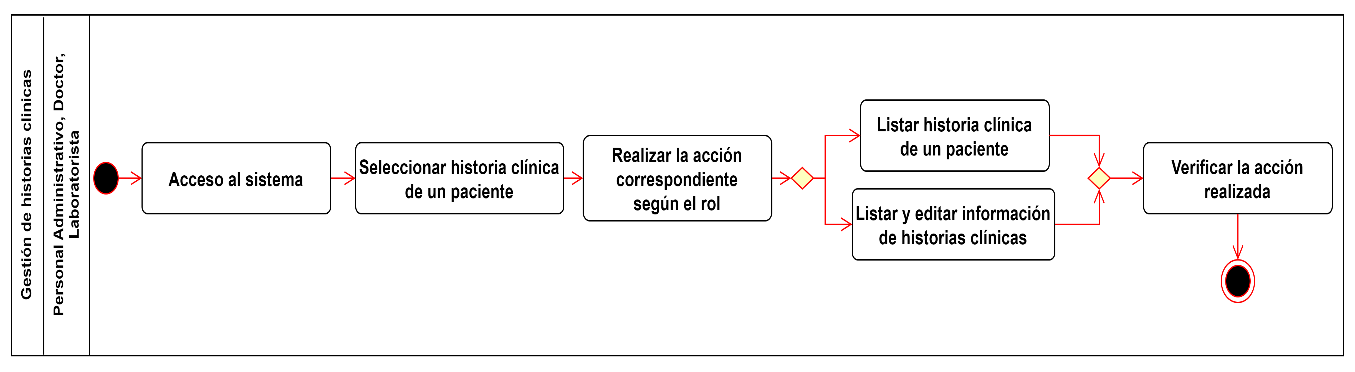 Gestión de historias clínicas
Personal Administrativo, Doctor,
Laboratorista
Acceso al sistema
Seleccionar historia clínica
de un paciente
Realizar la acción
correspondiente
según el rol
Listar historia clínica
de un paciente
Listar y editar información
de historias clínicas
Verificar la acción
realizada